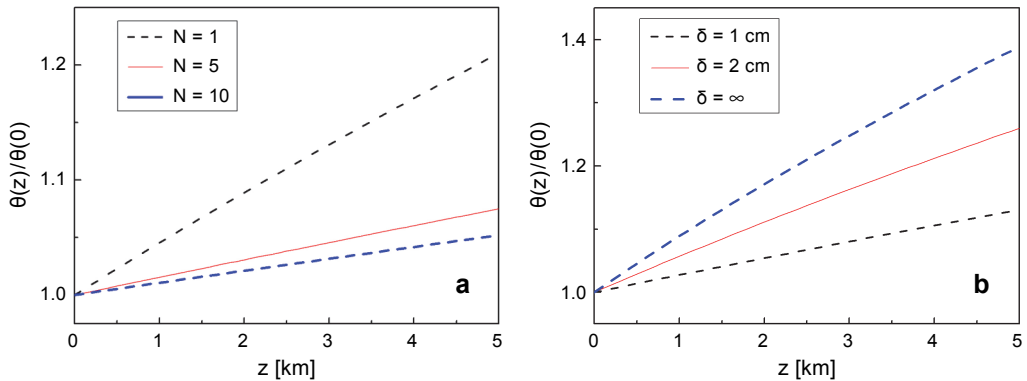 N = 1
N = 5
N = 10
1.2
1.1
1.0
θ(z)/θ(0)
0 1 2 3 4 5
z [km]
a
δ = 1 cm
δ = 2 cm
δ = ∞
1.4
1.2
1.0
θ(z)/θ(0)
0 1 2 3 4 5
z [km]
b